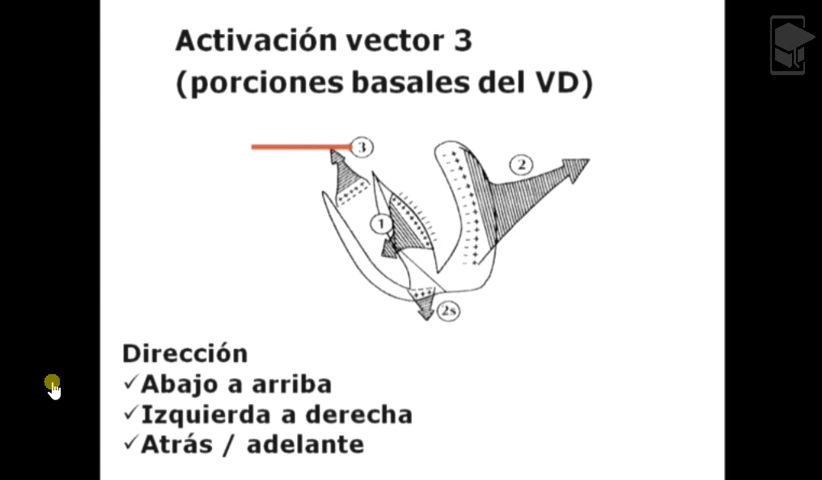 Activación vector 3
(porciones basales del VD)
3
2
1
2s
Dirección
✓Abajo a arriba
✓Izquierda a derecha
✓Atrás / adelante